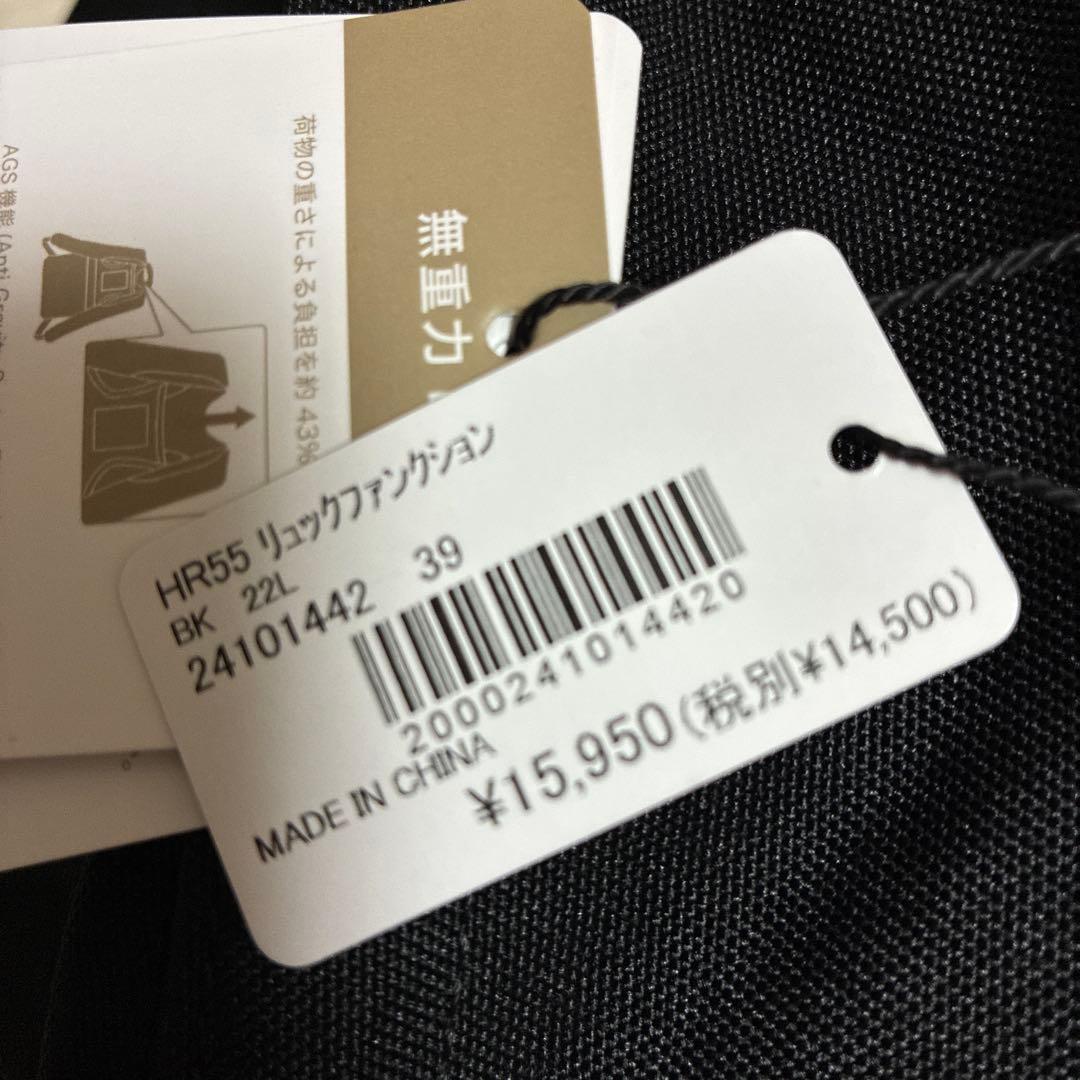 無重力
荷物の重さによる負担を約43%
AGS機能(Anti Gravity
HR55 リュックファンクション
BK 22L
24101442 39
2000241014420
MADE IN CHINA
¥15,950(税別¥14,500)